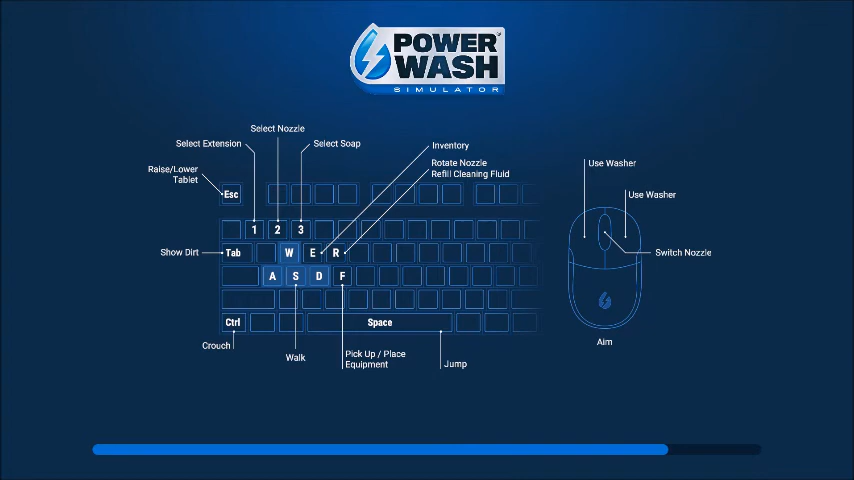 POWER
WASH
SIMULATOR
Select Nozzle
Select Extension
Select Soap
Inventory
Raise/Lower
Tablet
Rotate Nozzle
Refill Cleaning Fluid
Use Washer
Use Washer
Esc
1 2 3
Show Dirt
Tab W E R
Switch Nozzle
A S D F
Ctrl Space
Crouch
Walk
Pick Up / Place
Equipment
Jump
Aim